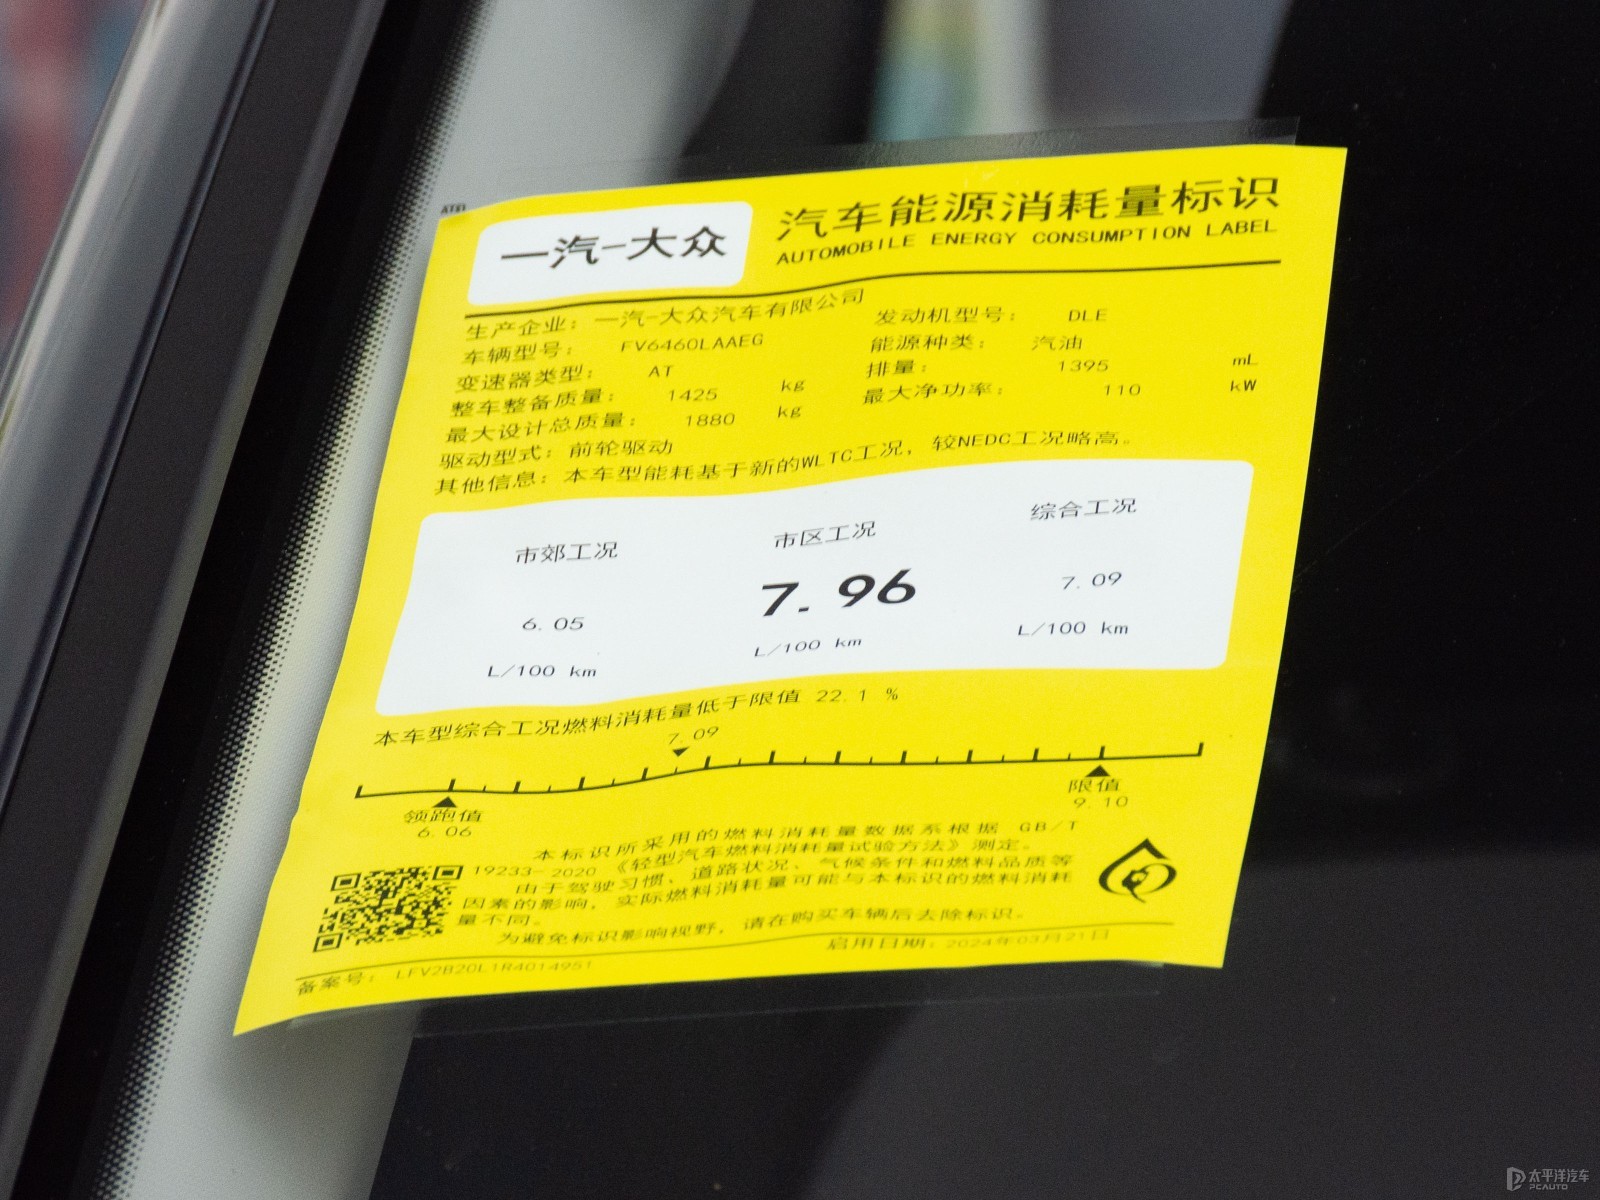 一汽-大众
汽车能源消耗量标识
AUTOMOBILE ENERGY CONSUMPTION LABEL
生产企业：一汽-大众汽车有限公司
车辆型号： FV6460LAAEG
变速器类型： AT
整车整备质量： 1425 kg
最大设计总质量： 1880 kg
驱动型式：前轮驱动
发动机型号： DLE
能源种类： 汽油
排量： 1395 mL
最大净功率： 110 kW
其他信息：本车型能耗基于新的WLTC工况，较NEDC工况略高。
市郊工况
6.05
L/100 km
市区工况
7.96
L/100 km
综合工况
7.09
L/100 km
本车型综合工况燃料消耗量低于限值 22.1 %
7.09
领跑值
6.06
限值
9.10
本标识所采用的燃料消耗量数据系根据 GB/T
19233-2020 《轻型汽车燃料消耗量试验方法》测定。
由于驾驶习惯、道路状况、气候条件和燃料品质等
因素的影响，实际燃料消耗量可能与本标识的燃料消耗
量不同。
为避免标识影响视野，请在购买车辆后去除标识。
备案号： LFV2B20L1R4014951
启用日期：2024年03月21日
太平洋汽车
PCAUTO